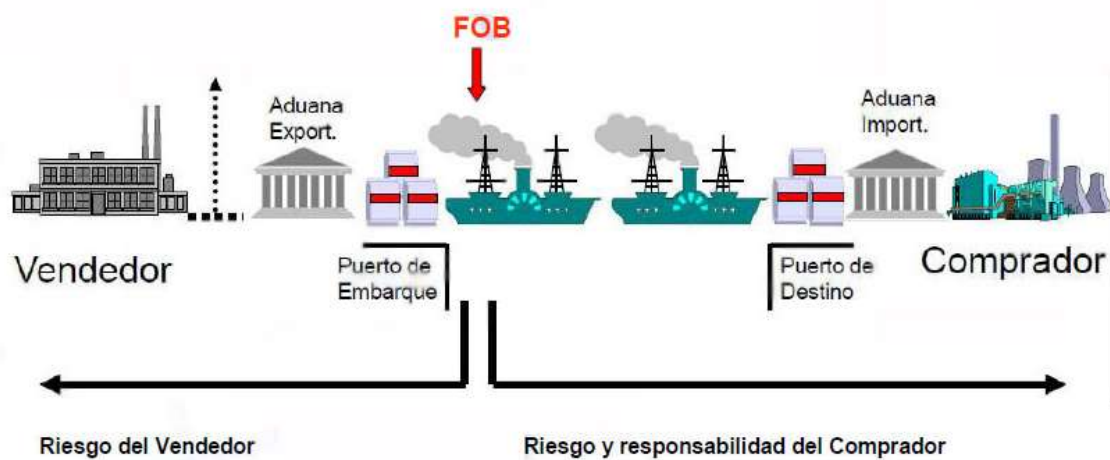 FOB
Aduana
Export.
Aduana
Import.
Vendedor
Puerto de
Embarque
Puerto de
Destino
Comprador
Riesgo del Vendedor
Riesgo y responsabilidad del Comprador